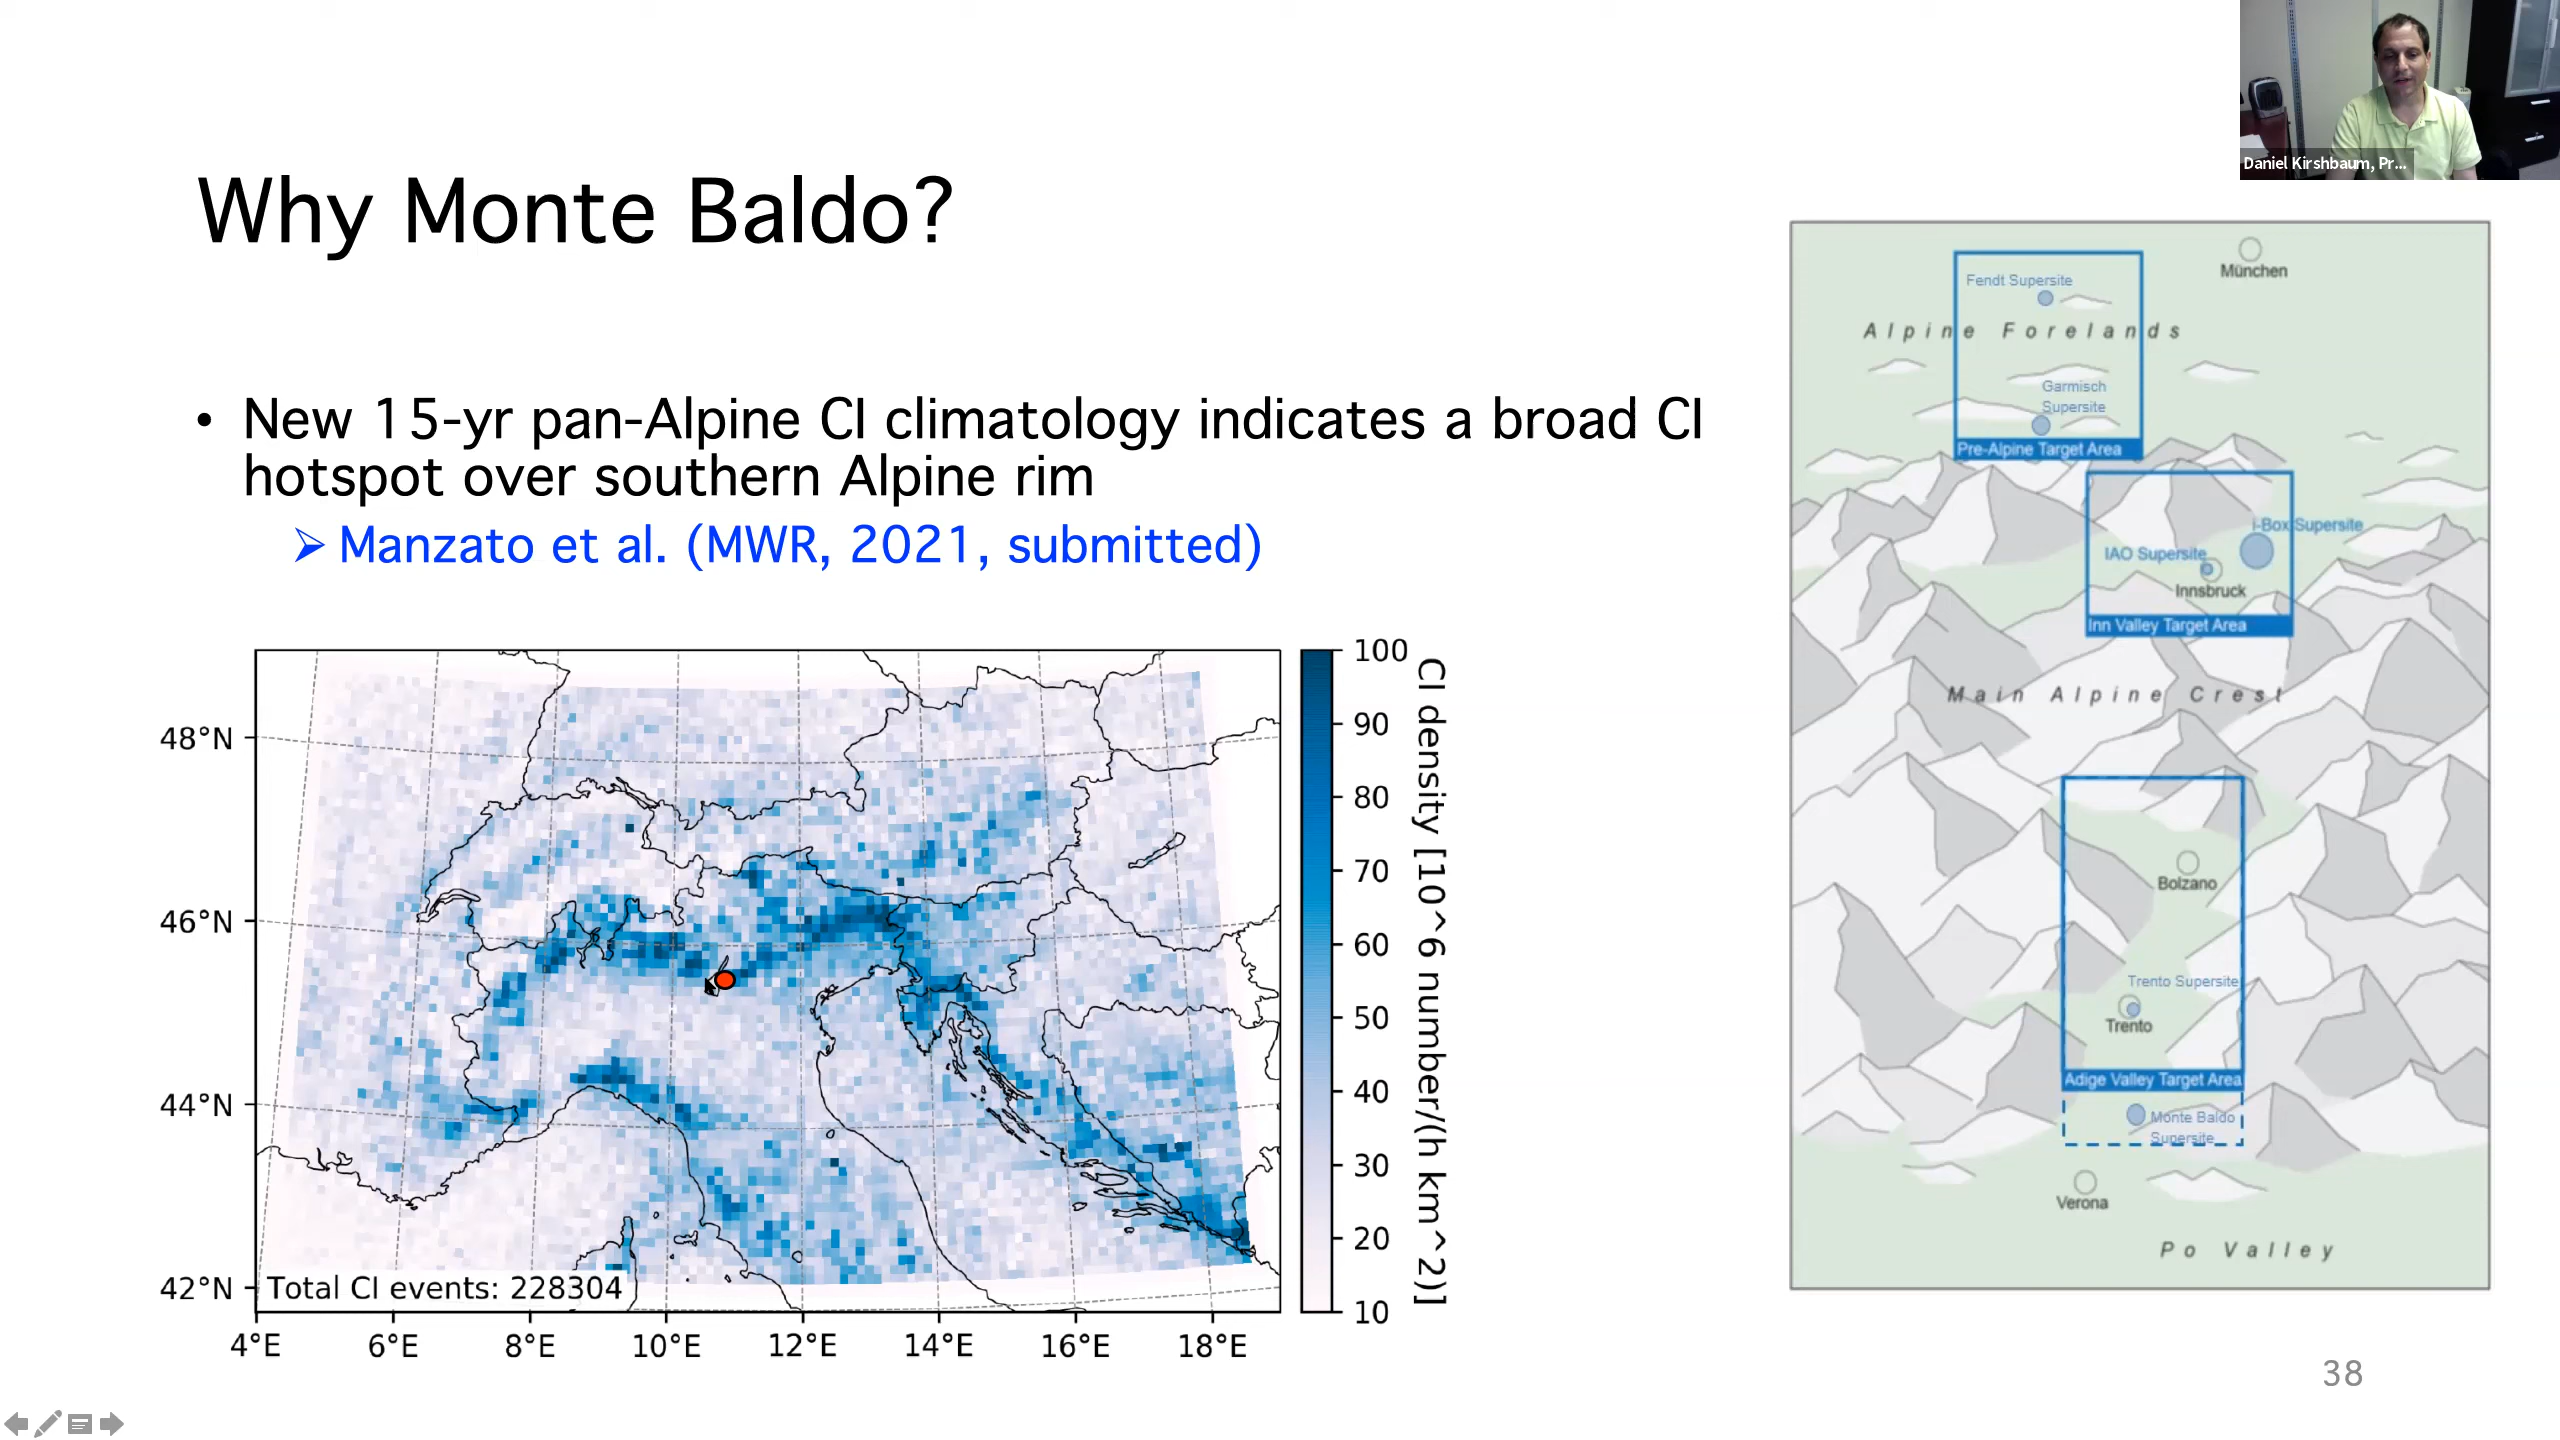 Daniel Kirshbaum, Pr...
Why Monte Baldo?
• New 15-yr pan-Alpine CI climatology indicates a broad CI
hotspot over southern Alpine rim
➢ Manzato et al. (MWR, 2021, submitted)
48°N
46°N
44°N
42°N
Total CI events: 228304
4°E 6°E 8°E 10°E 12°E 14°E 16°E 18°E
100
90
80
70
60
50
40
30
20
10
CI density [10^6 number/(h km^2)]
München
Fendt Supersite
Alpine Forelands
Garmisch
Supersite
Pre-Alpine Target Area
i-Box Supersite
IAO Supersite
Innsbruck
Inn Valley Target Area
Main Alpine Crest
Bolzano
Trento Supersite
Trento
Adige Valley Target Area
Monte Baldo
Supersite
Verona
Po Valley
38